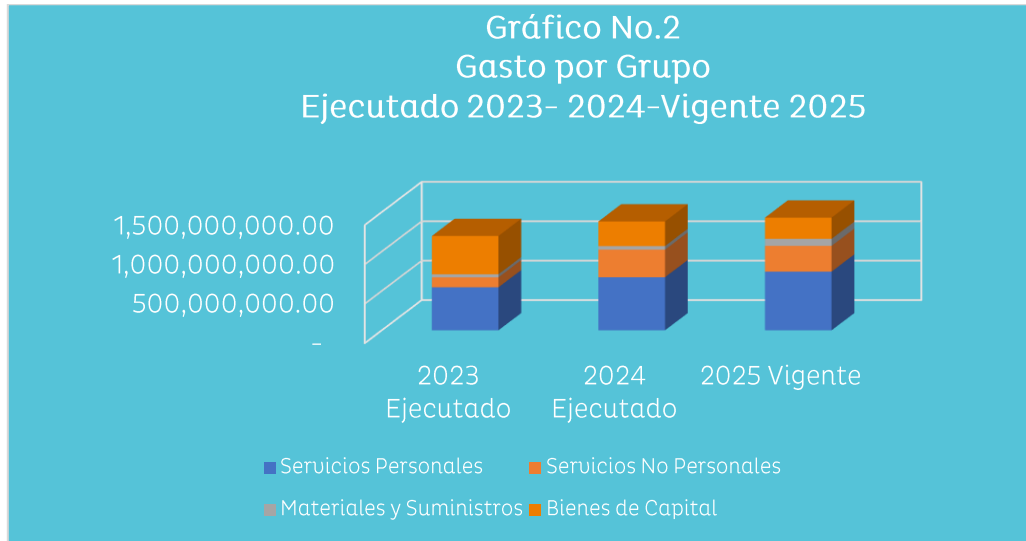 Gráfico No.2
Gasto por Grupo
Ejecutado 2023- 2024-Vigente 2025
1,500,000,000.00
1,000,000,000.00
500,000,000.00
-
2023 Ejecutado
2024 Ejecutado
2025 Vigente
Servicios Personales
Servicios No Personales
Materiales y Suministros
Bienes de Capital